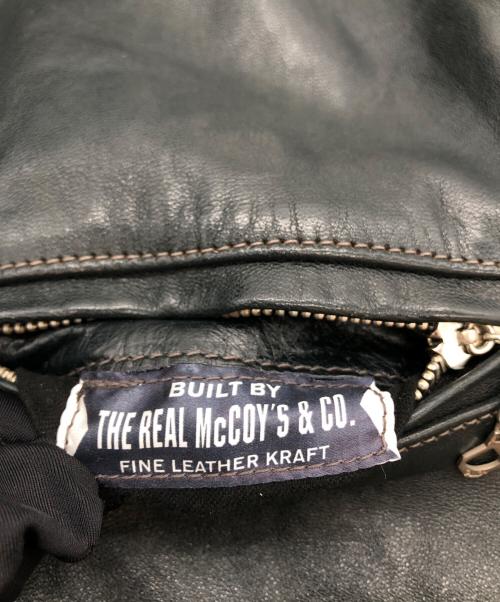 BUILT BY
THE REAL McCOY'S & CO.
FINE LEATHER KRAFT